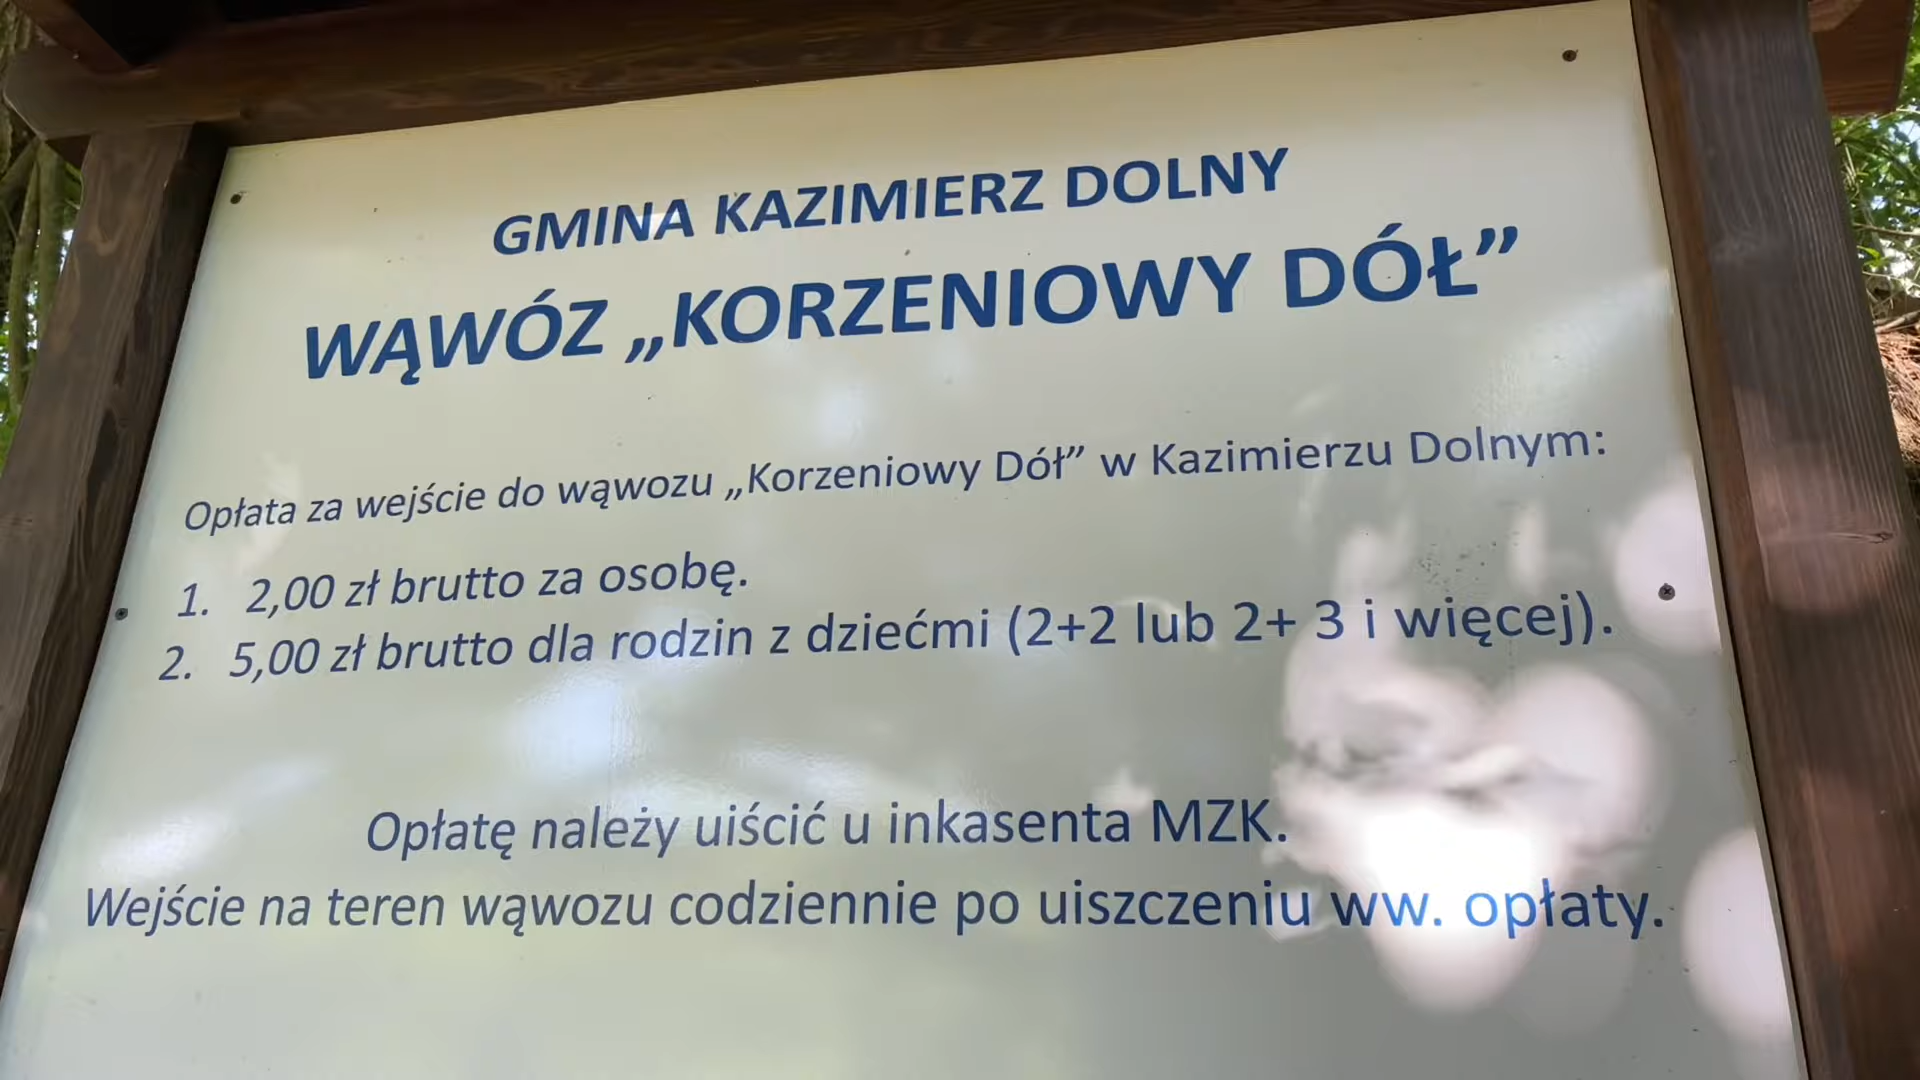 GMINA KAZIMIERZ DOLNY
WĄWÓZ „KORZENIOWY DÓŁ”
Opłata za wejście do wąwozu „Korzeniowy Dół” w Kazimierzu Dolnym:
1. 2,00 zł brutto za osobę.
2. 5,00 zł brutto dla rodzin z dziećmi (2+2 lub 2+ 3 i więcej).
Opłatę należy uiścić u inkasenta MZK.
Wejście na teren wąwozu codziennie po uiszczeniu ww. opłaty.